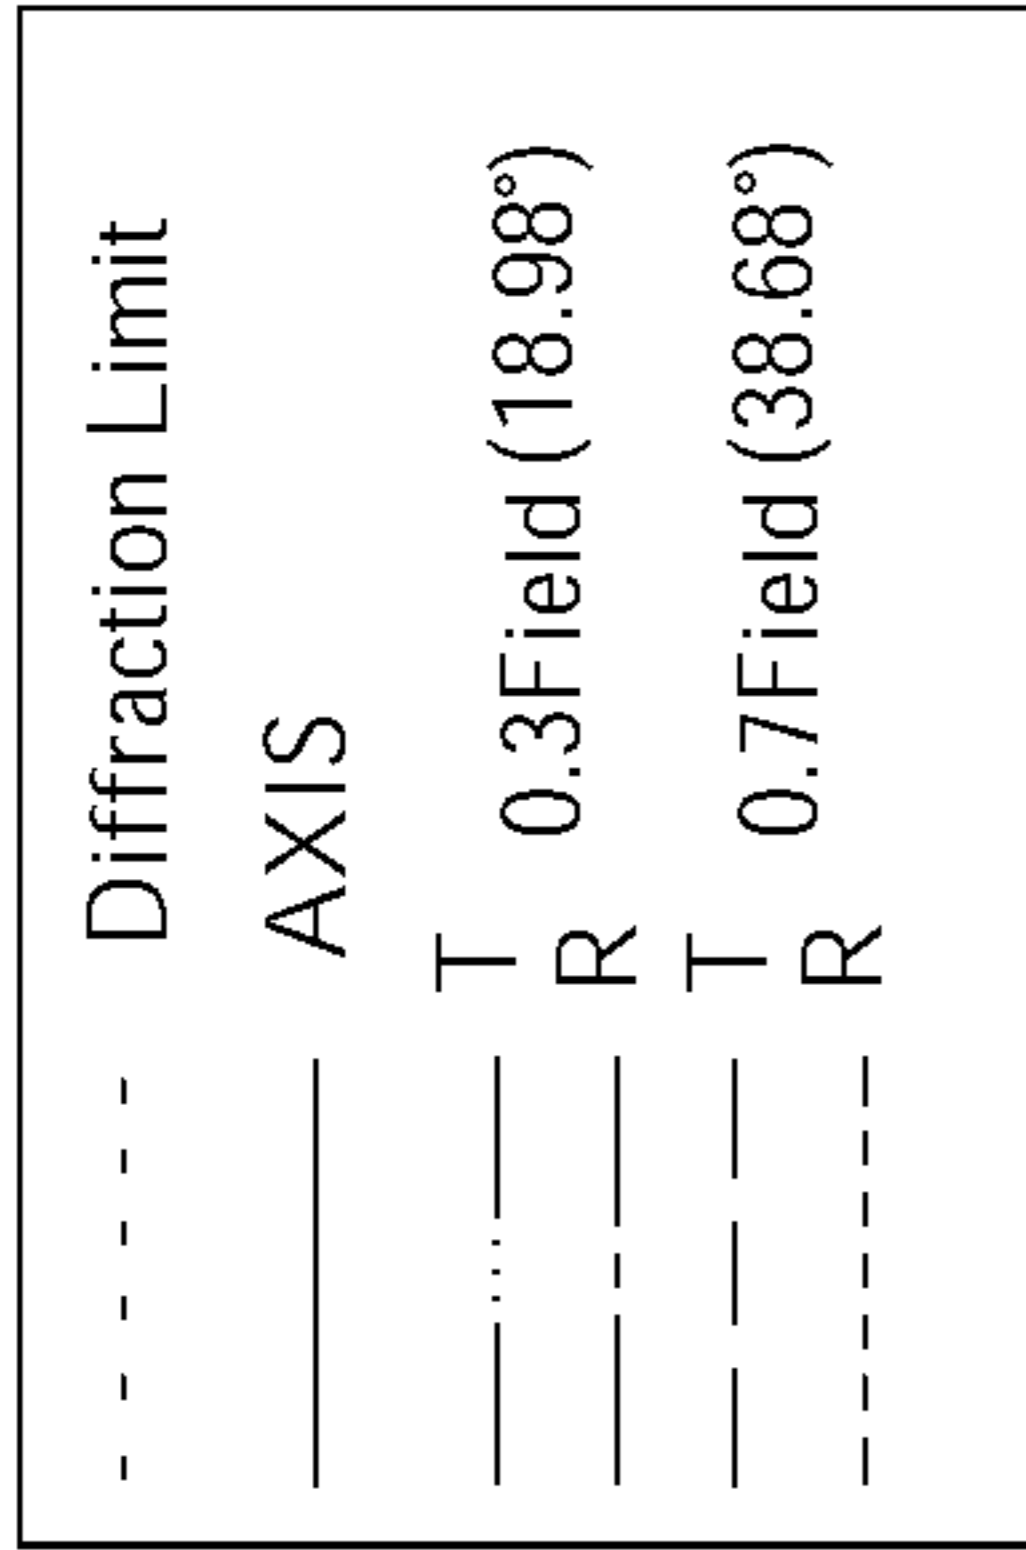 Diffraction Limit
AXIS
T
0.3Field (18.98°)
R
T
0.7Field (38.68°)
R